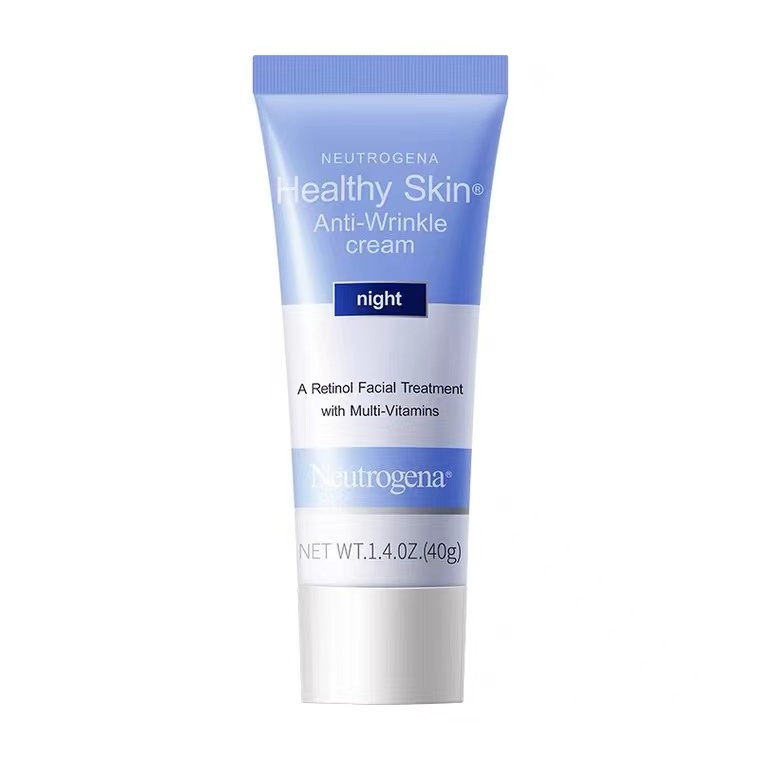 NEUTROGENA
Healthy Skin®
Anti-Wrinkle
cream
night
A Retinol Facial Treatment
with Multi-Vitamins
Neutrogena®
NET WT.1.4.OZ.(40g)